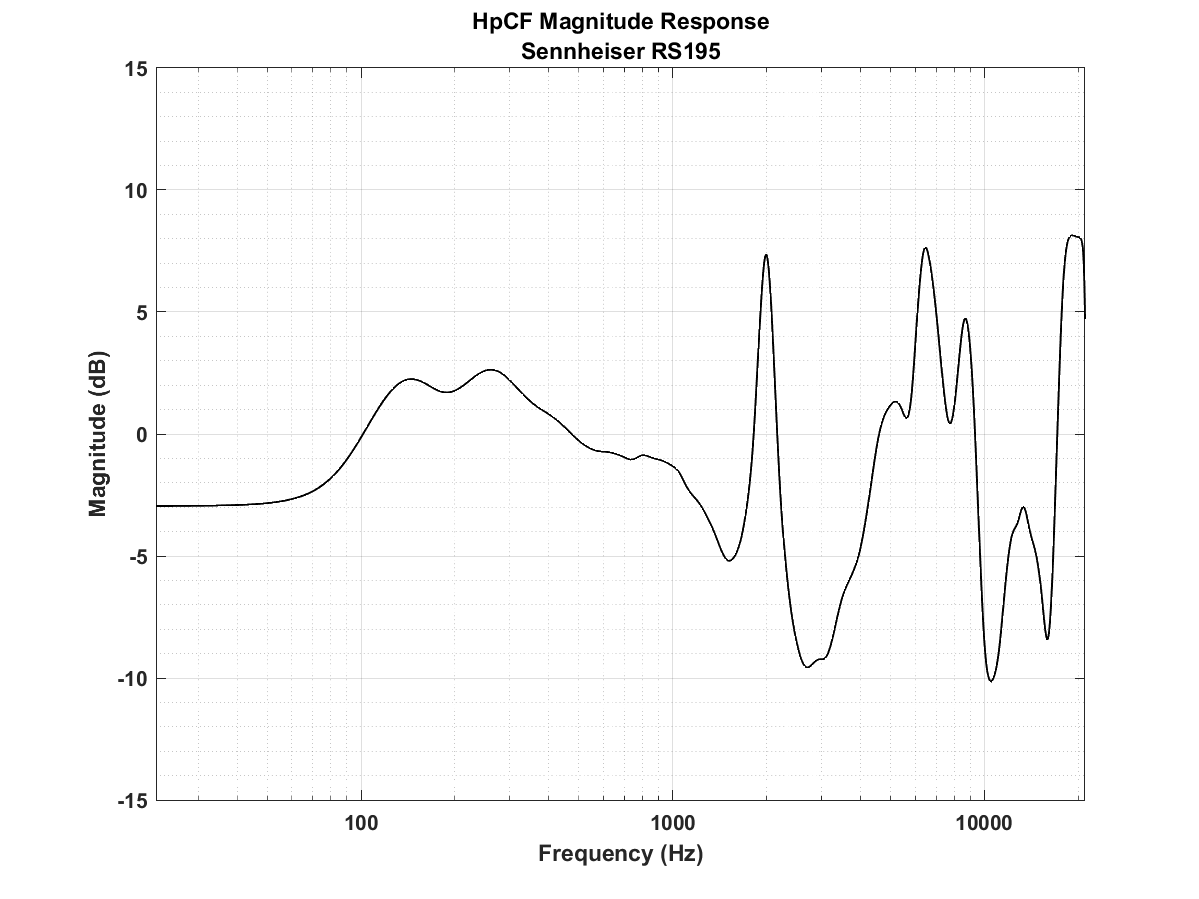 HpCF Magnitude Response
Sennheiser RS195
15
10
5
0
-5
-10
-15
Magnitude (dB)
100
1000
10000
Frequency (Hz)